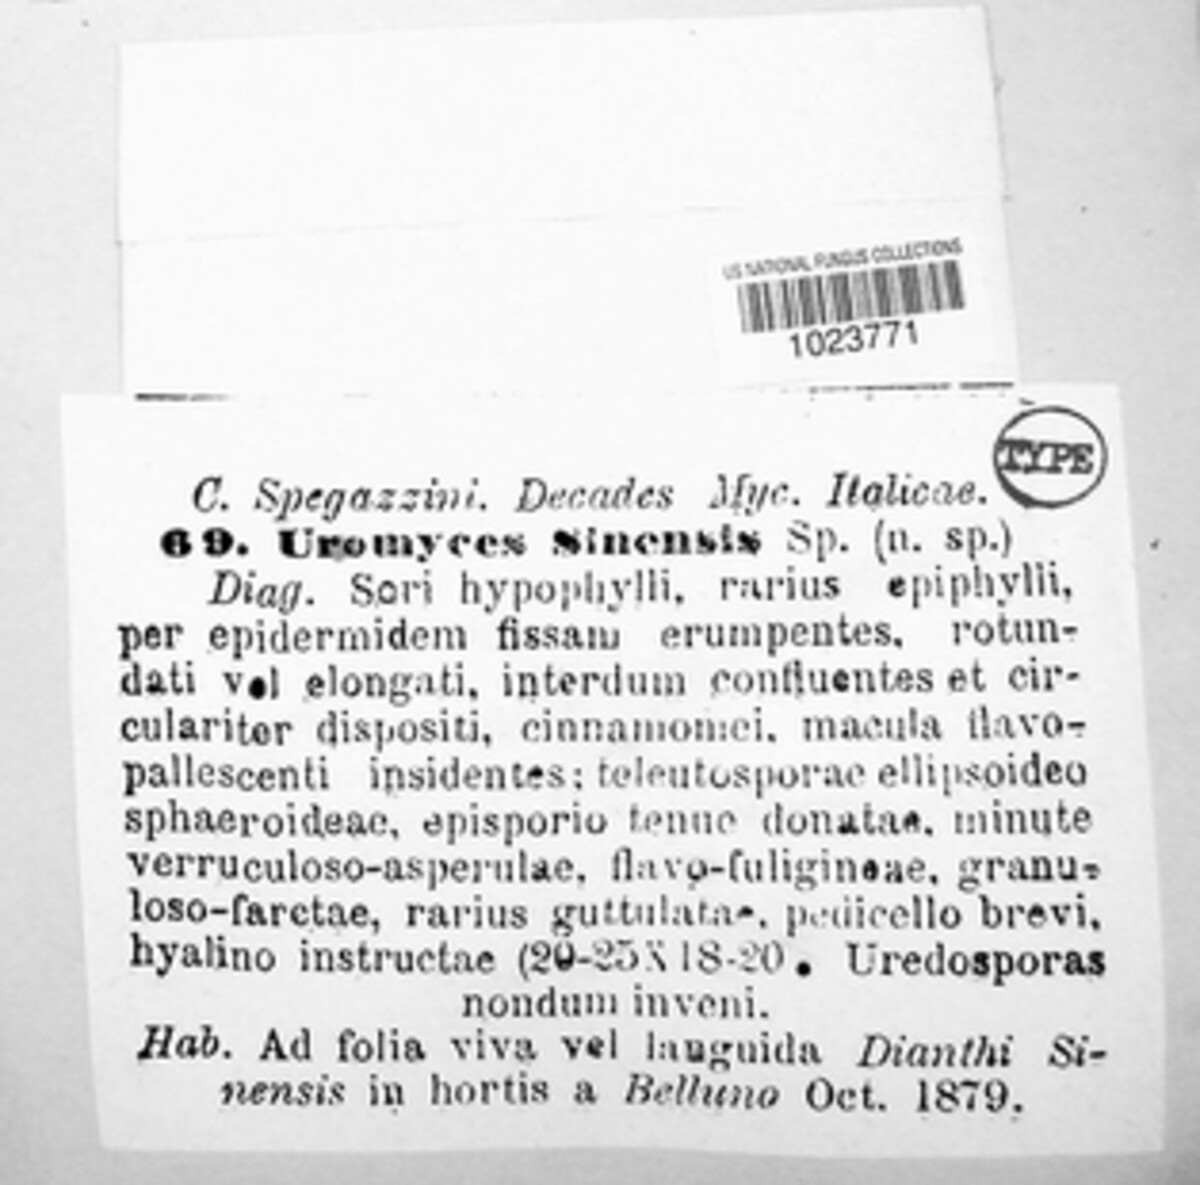 US NATIONAL FUNGUS COLLECTIONS
1023771
TYPE
C. Spegazzini. Decades Myc. Italicae.
69. Uromyces Sinensis Sp. (n. sp.)
Diag. Sori hypophylli, rarius epiphylli,
per epidermidem fissam erumpentes, rotun-
dati vel elongati, interdum confluentes et cir-
culariter dispositi, cinnamomei, macula flavo-
pallescenti insidentes; teleutosporae ellipsoideo
sphaeroideae, episporio tenue donatae, minute
verruculoso-asperulae, flavo-fuligineae, granu-
loso-farctae, rarius guttulatae, pedicello brevi,
hyalino instructae (20-25 X 18-20. Uredosporas
nondum inveni.
Hab. Ad folia viva vel languida Dianthi Si-
nensis in hortis a Belluno Oct. 1879.